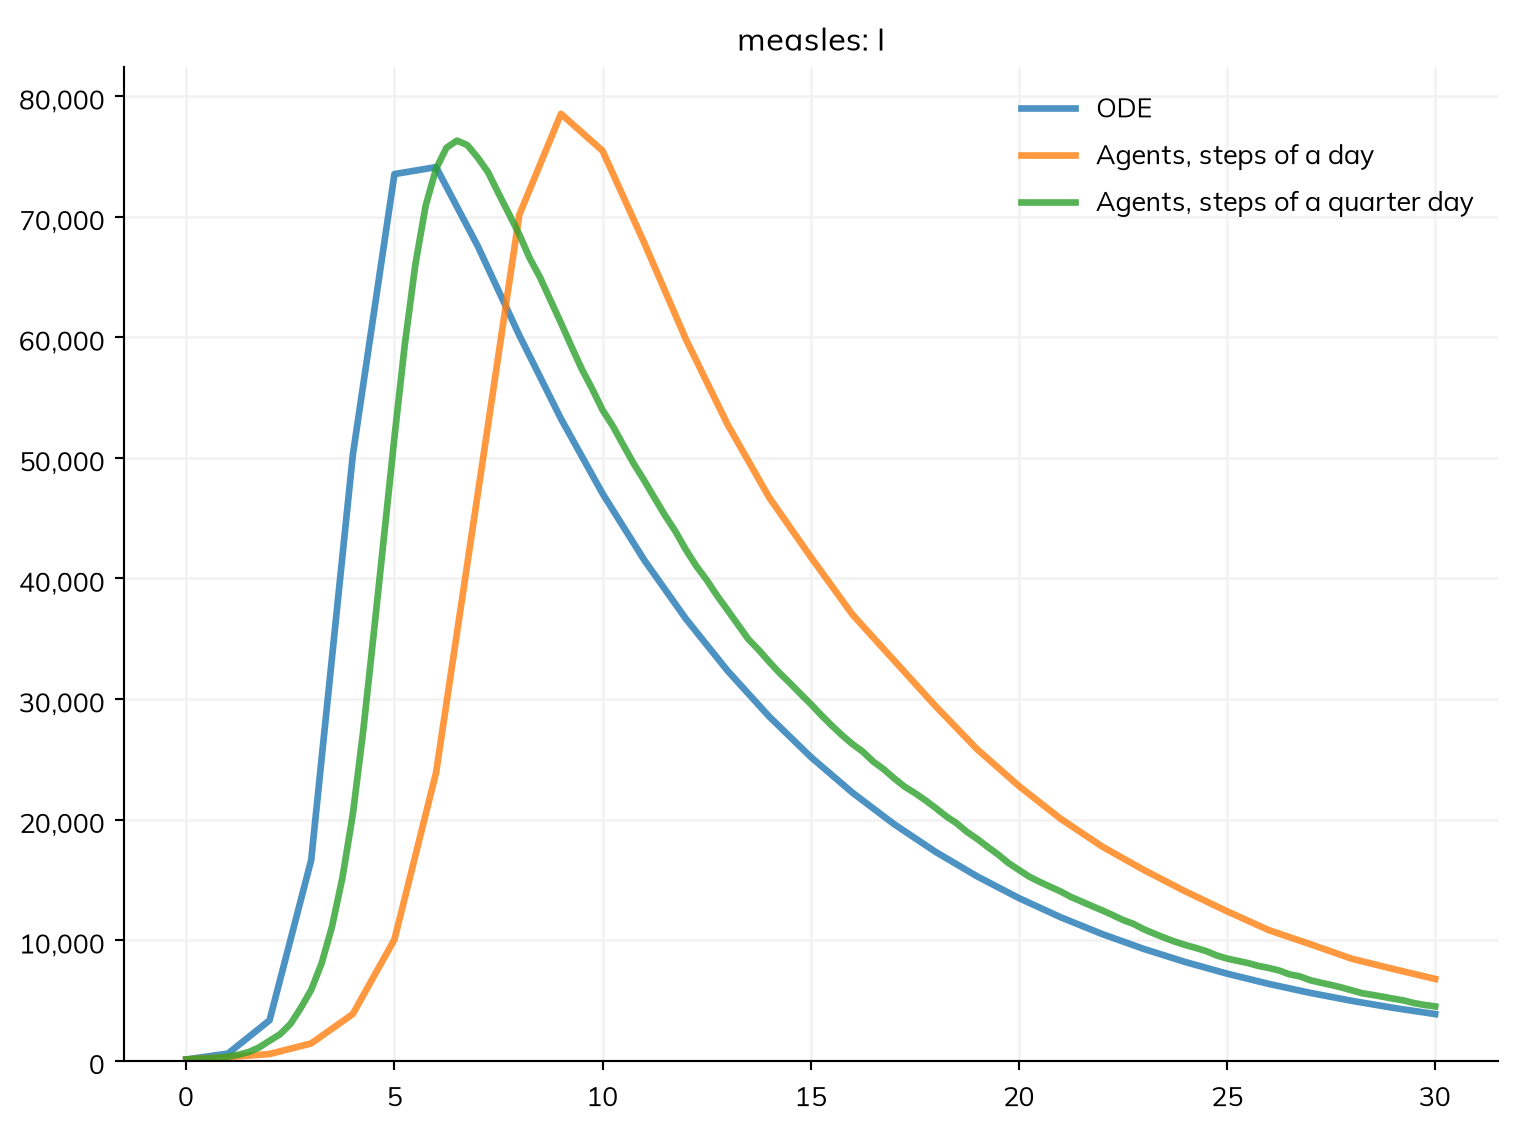 measles: I
80,000
70,000
60,000
50,000
40,000
30,000
20,000
10,000
0
ODE
Agents, steps of a day
Agents, steps of a quarter day
0 5 10 15 20 25 30